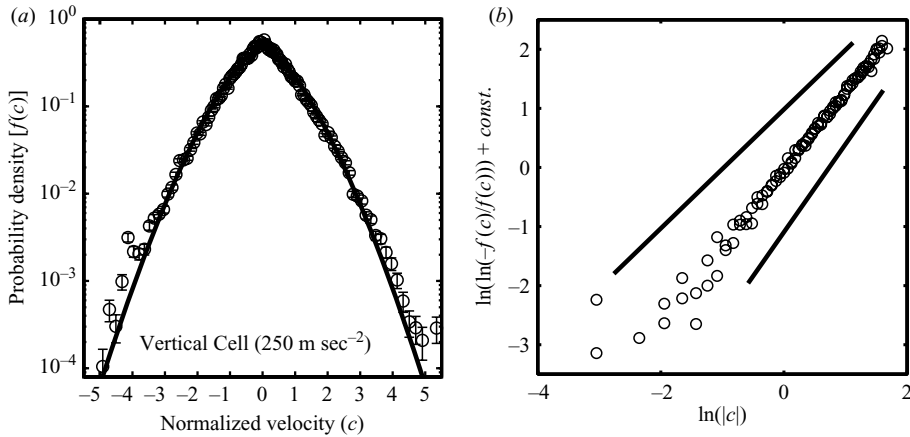 (a)
10⁰
10⁻¹
10⁻²
10⁻³
10⁻⁴
Probability density [f(c)]
Vertical Cell (250 m sec⁻²)
−5 −4 −3 −2 −1 0 1 2 3 4 5
Normalized velocity (c)
(b)
2
1
0
−1
−2
−3
ln(ln(−f(c)/f(c))) + const.
−4 −2 0 2
ln(|c|)